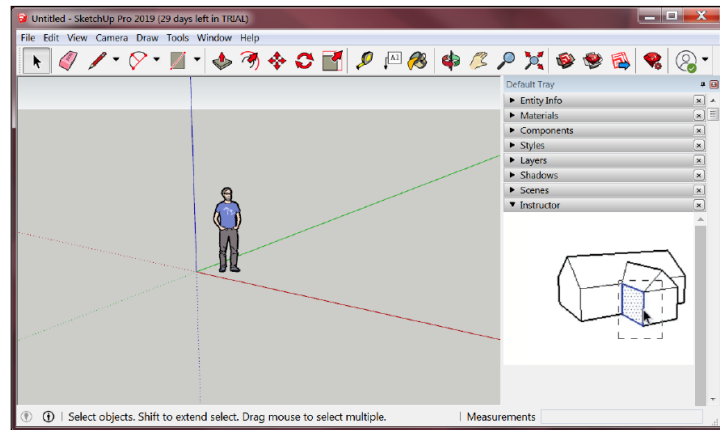 Untitled - SketchUp Pro 2019 (29 days left in TRIAL)
File Edit View Camera Draw Tools Window Help
A1
Default Tray
Entity Info
Materials
Components
Styles
Layers
Shadows
Scenes
Instructor
Select objects. Shift to extend select. Drag mouse to select multiple.
Measurements